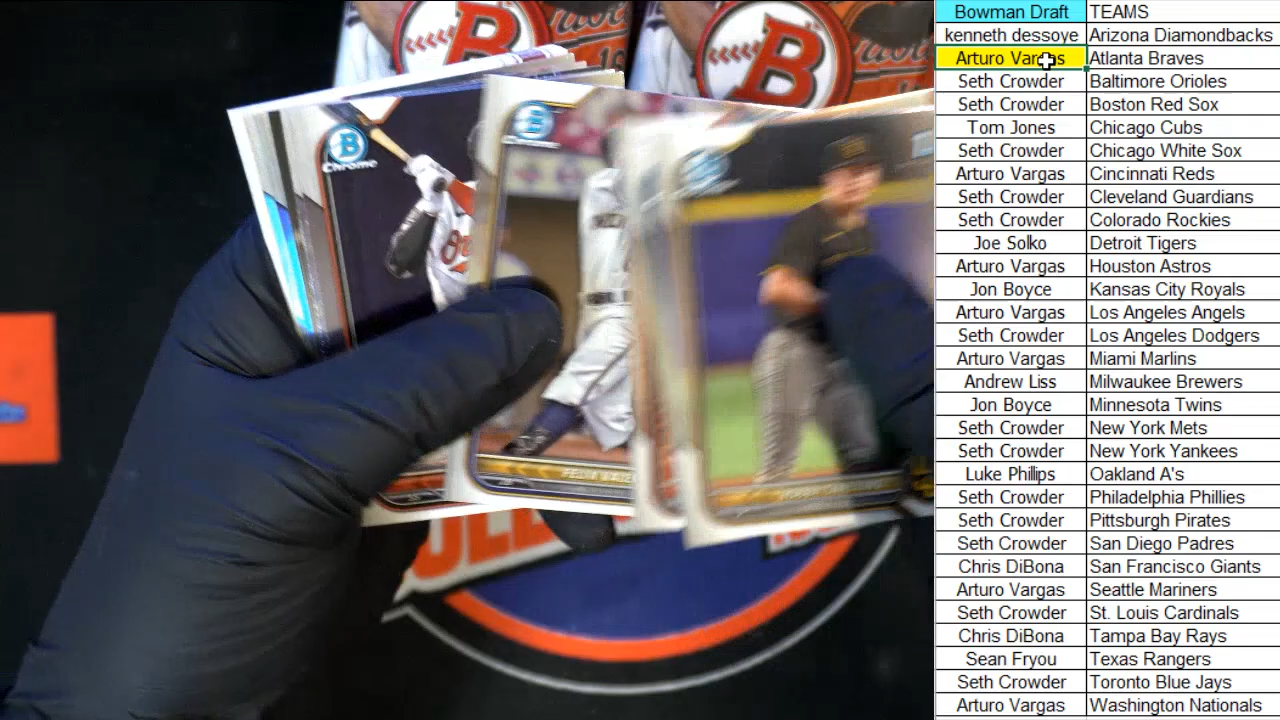 Bowman Draft TEAMS
kenneth dessoye Arizona Diamondbacks
Arturo Vargas Atlanta Braves
Seth Crowder Baltimore Orioles
Seth Crowder Boston Red Sox
Tom Jones Chicago Cubs
Seth Crowder Chicago White Sox
Arturo Vargas Cincinnati Reds
Seth Crowder Cleveland Guardians
Seth Crowder Colorado Rockies
Joe Solko Detroit Tigers
Arturo Vargas Houston Astros
Jon Boyce Kansas City Royals
Arturo Vargas Los Angeles Angels
Seth Crowder Los Angeles Dodgers
Arturo Vargas Miami Marlins
Andrew Liss Milwaukee Brewers
Jon Boyce Minnesota Twins
Seth Crowder New York Mets
Seth Crowder New York Yankees
Luke Phillips Oakland A's
Seth Crowder Philadelphia Phillies
Seth Crowder Pittsburgh Pirates
Seth Crowder San Diego Padres
Chris DiBona San Francisco Giants
Arturo Vargas Seattle Mariners
Seth Crowder St. Louis Cardinals
Chris DiBona Tampa Bay Rays
Sean Fryou Texas Rangers
Seth Crowder Toronto Blue Jays
Arturo Vargas Washington Nationals
B
B
B
Chrome
B